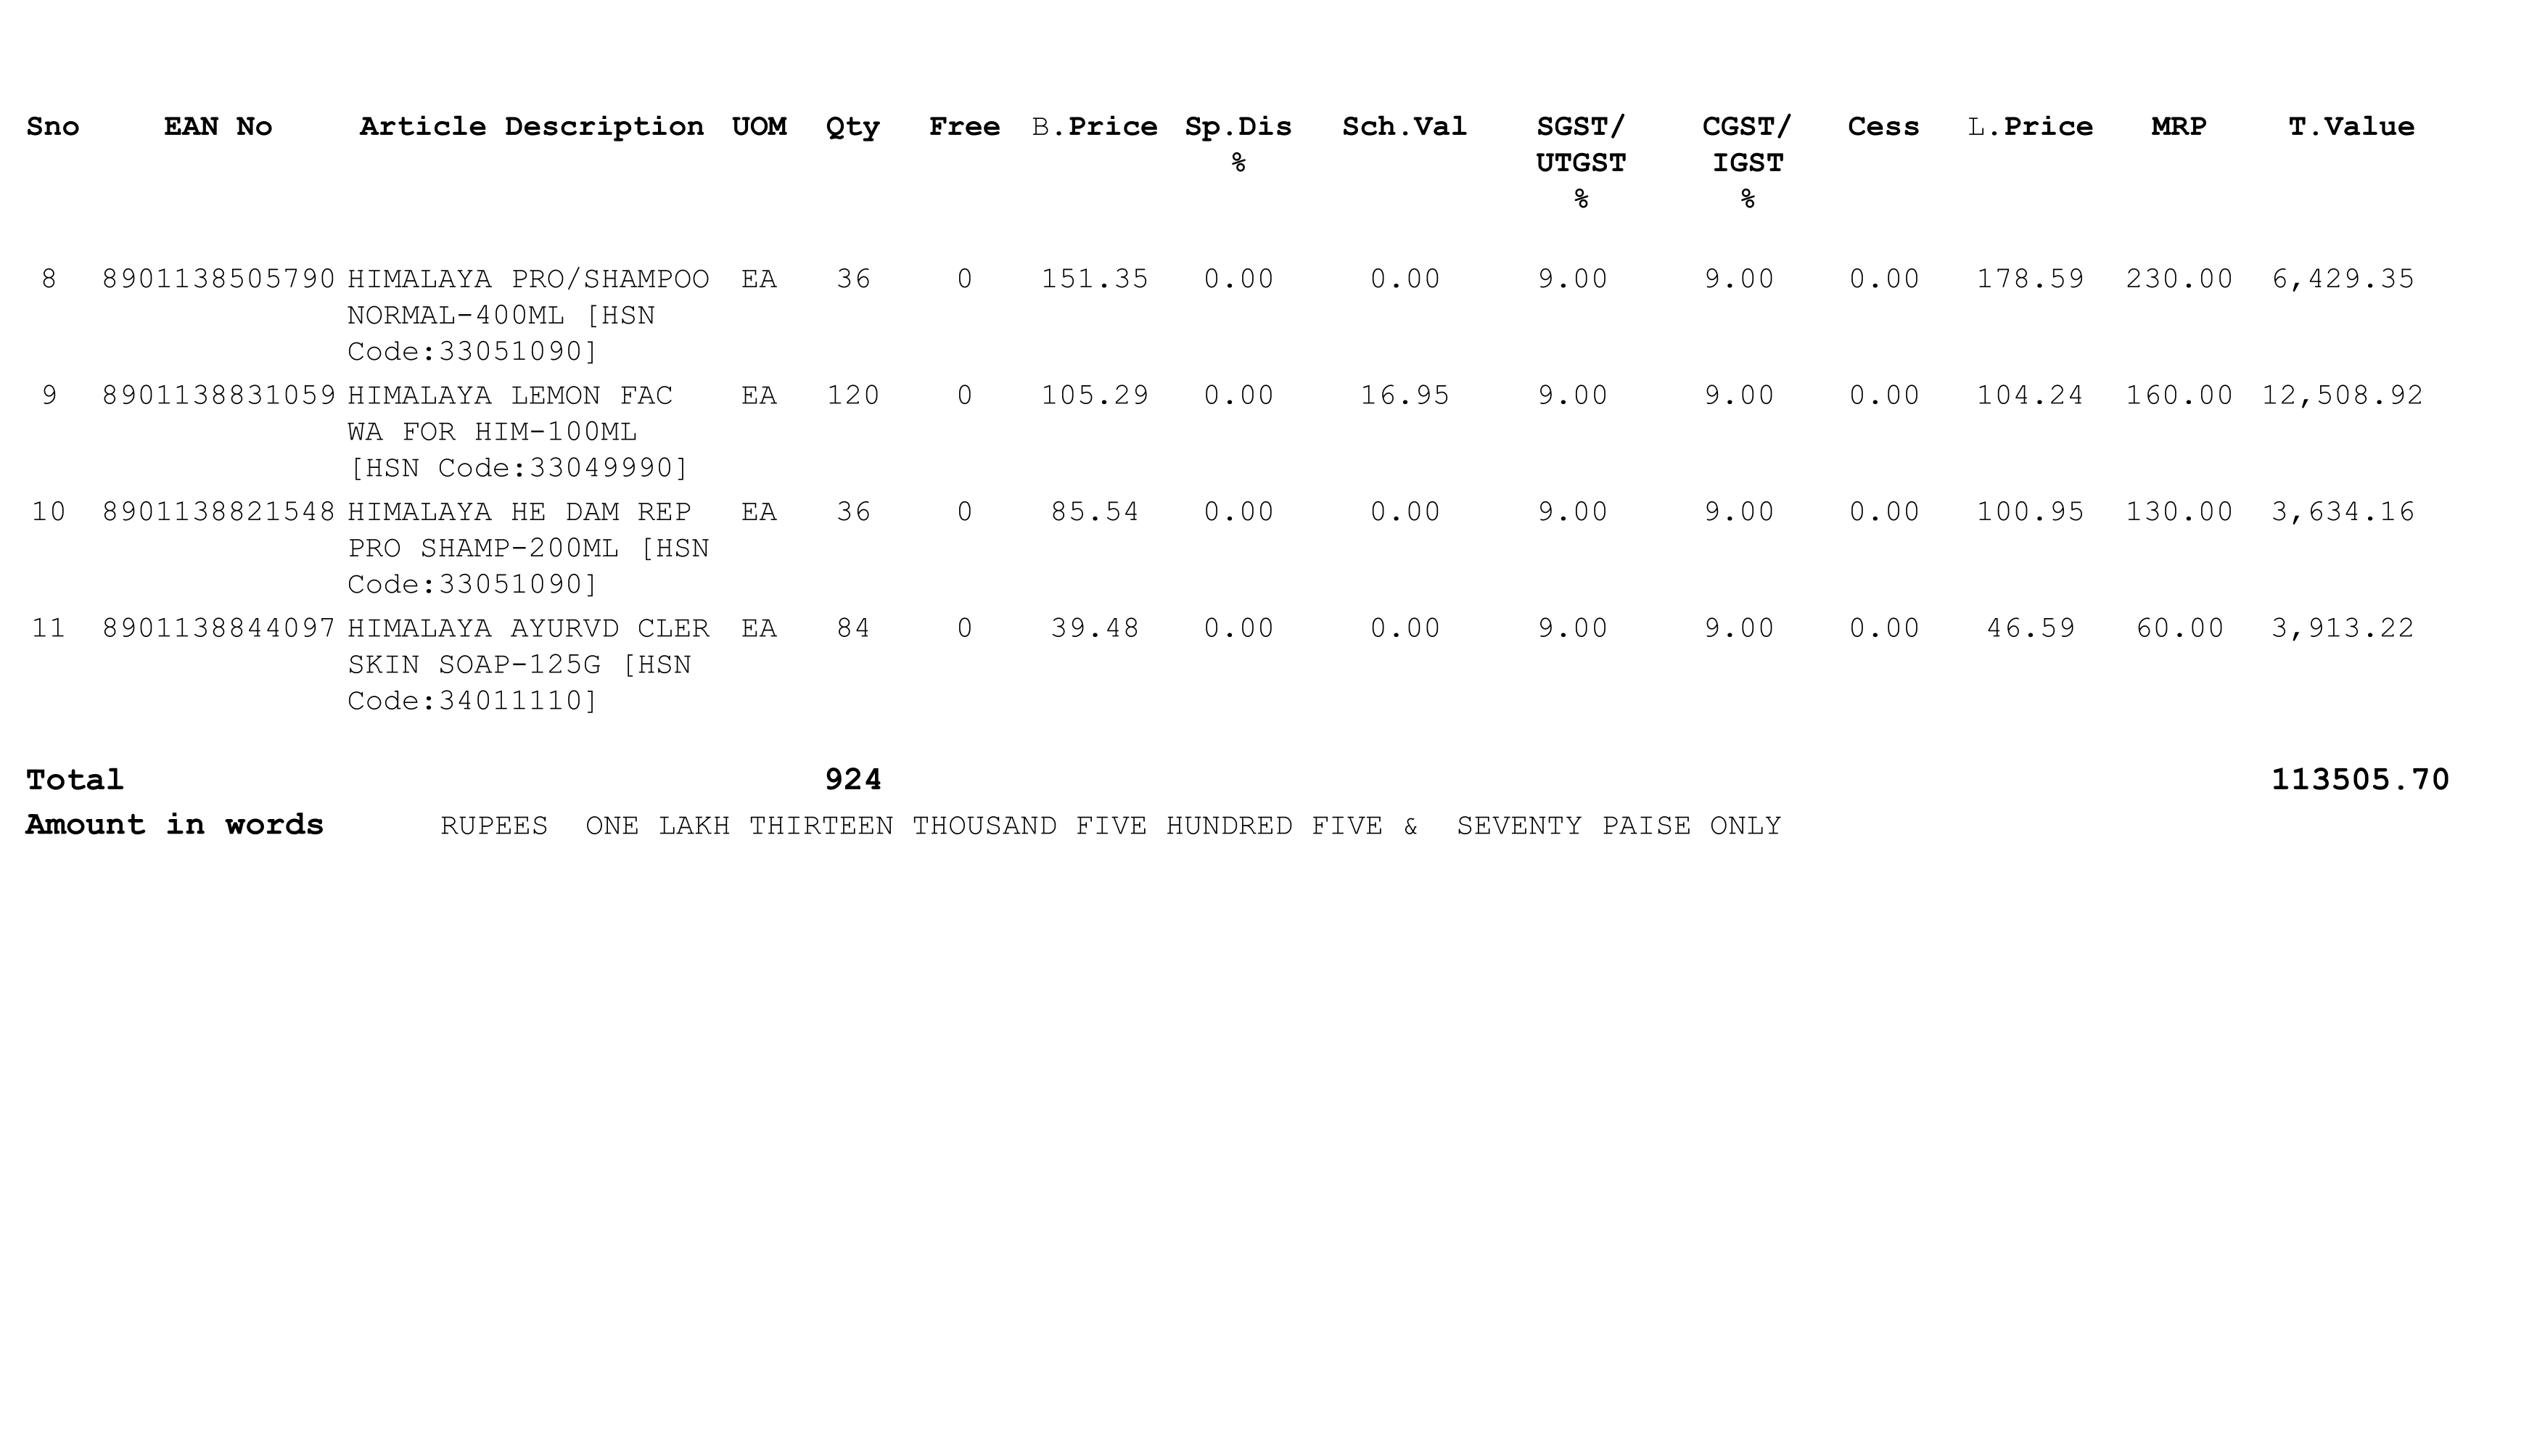 Sno EAN No Article Description UOM Qty Free B.Price Sp.Dis Sch.Val SGST/ CGST/ Cess L.Price MRP T.Value
% UTGST IGST
% %
8 8901138505790 HIMALAYA PRO/SHAMPOO EA 36 0 151.35 0.00 0.00 9.00 9.00 0.00 178.59 230.00 6,429.35
NORMAL-400ML [HSN
Code:33051090]
9 8901138831059 HIMALAYA LEMON FAC EA 120 0 105.29 0.00 16.95 9.00 9.00 0.00 104.24 160.00 12,508.92
WA FOR HIM-100ML
[HSN Code:33049990]
10 8901138821548 HIMALAYA HE DAM REP EA 36 0 85.54 0.00 0.00 9.00 9.00 0.00 100.95 130.00 3,634.16
PRO SHAMP-200ML [HSN
Code:33051090]
11 8901138844097 HIMALAYA AYURVD CLER EA 84 0 39.48 0.00 0.00 9.00 9.00 0.00 46.59 60.00 3,913.22
SKIN SOAP-125G [HSN
Code:34011110]
Total 924 113505.70
Amount in words RUPEES ONE LAKH THIRTEEN THOUSAND FIVE HUNDRED FIVE & SEVENTY PAISE ONLY